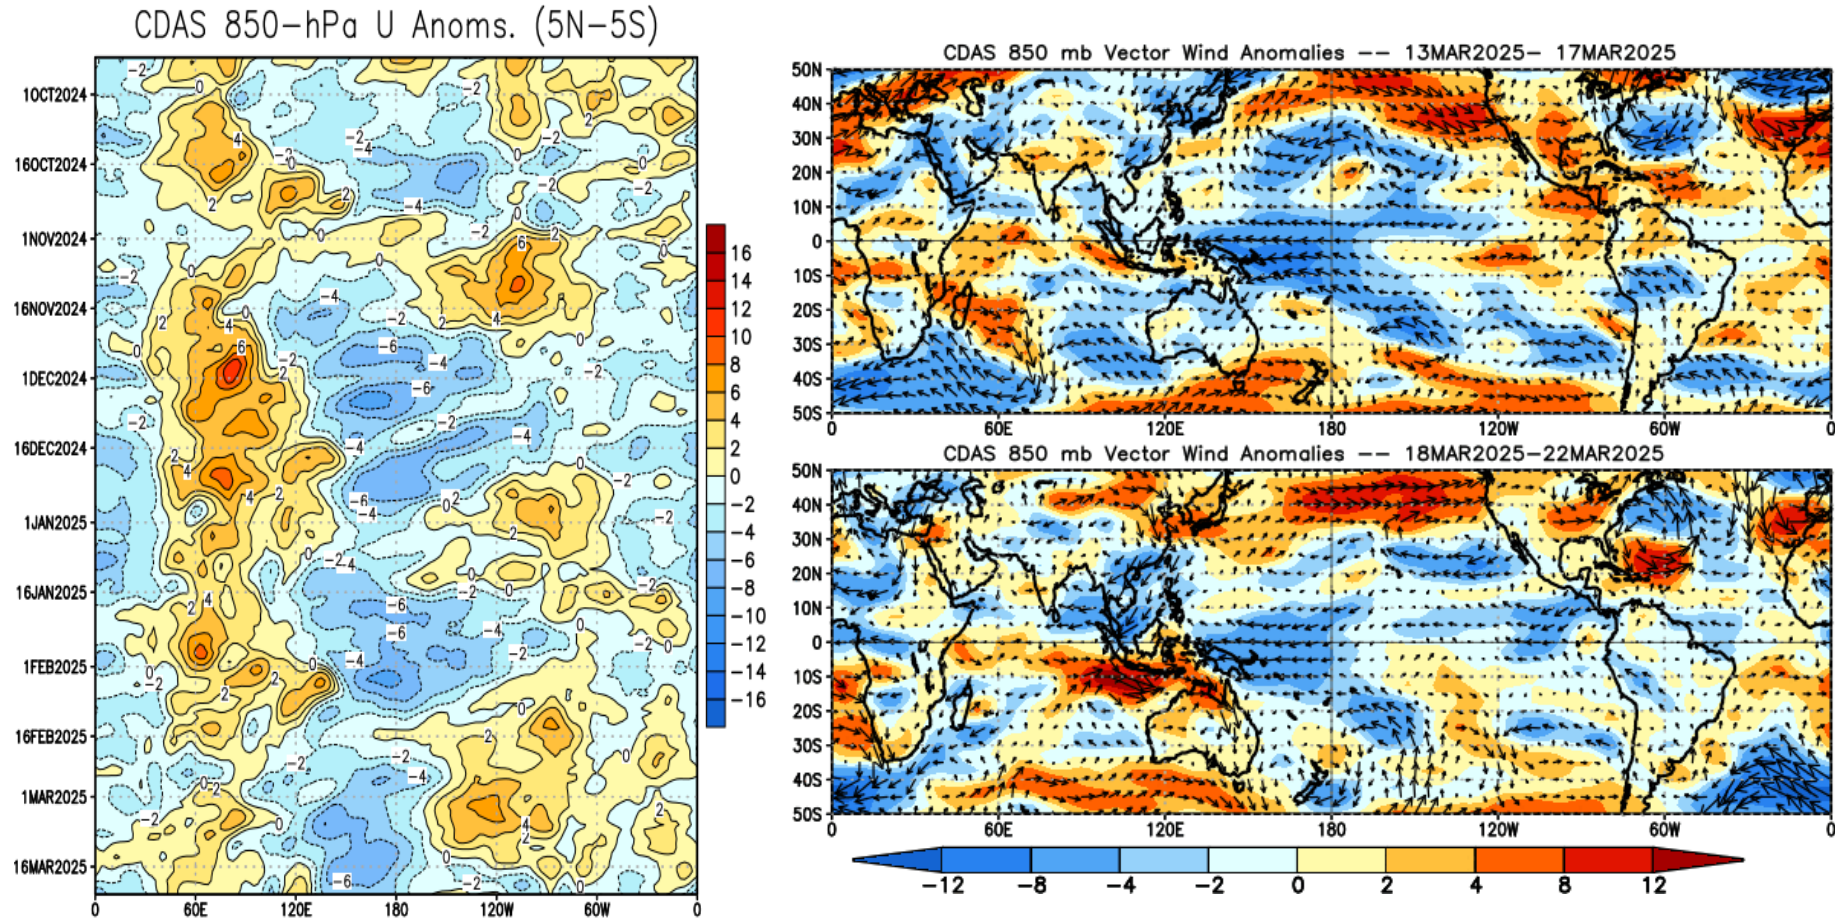 CDAS 850-hPa U Anoms. (5N-5S)
1OCT2024
16OCT2024
1NOV2024
16NOV2024
1DEC2024
16DEC2024
1JAN2025
16JAN2025
1FEB2025
16FEB2025
1MAR2025
16MAR2025
0 60E 120E 180 120W 60W 0
16
14
12
10
8
6
4
2
0
-2
-4
-6
-8
-10
-12
-14
-16
CDAS 850 mb Vector Wind Anomalies -- 13MAR2025- 17MAR2025
50N
40N
30N
20N
10N
0
10S
20S
30S
40S
50S
0 60E 120E 180 120W 60W 0
CDAS 850 mb Vector Wind Anomalies -- 18MAR2025-22MAR2025
50N
40N
30N
20N
10N
0
10S
20S
30S
40S
50S
0 60E 120E 180 120W 60W 0
-12 -8 -4 -2 0 2 4 8 12